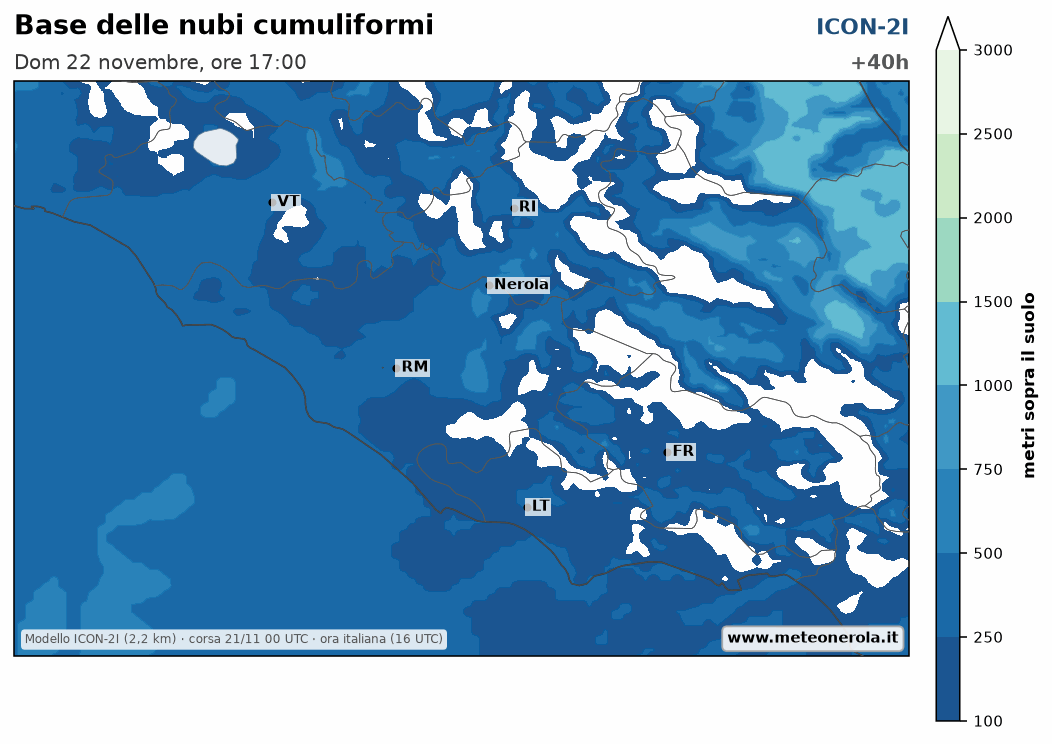 Base delle nubi cumuliformi
ICON-2I
Dom 22 novembre, ore 17:00
+40h
3000
2500
2000
1500
1000
750
500
250
100
metri sopra il suolo
VT
RI
Nerola
RM
FR
LT
Modello ICON-2I (2,2 km) · corsa 21/11 00 UTC · ora italiana (16 UTC)
www.meteonerola.it